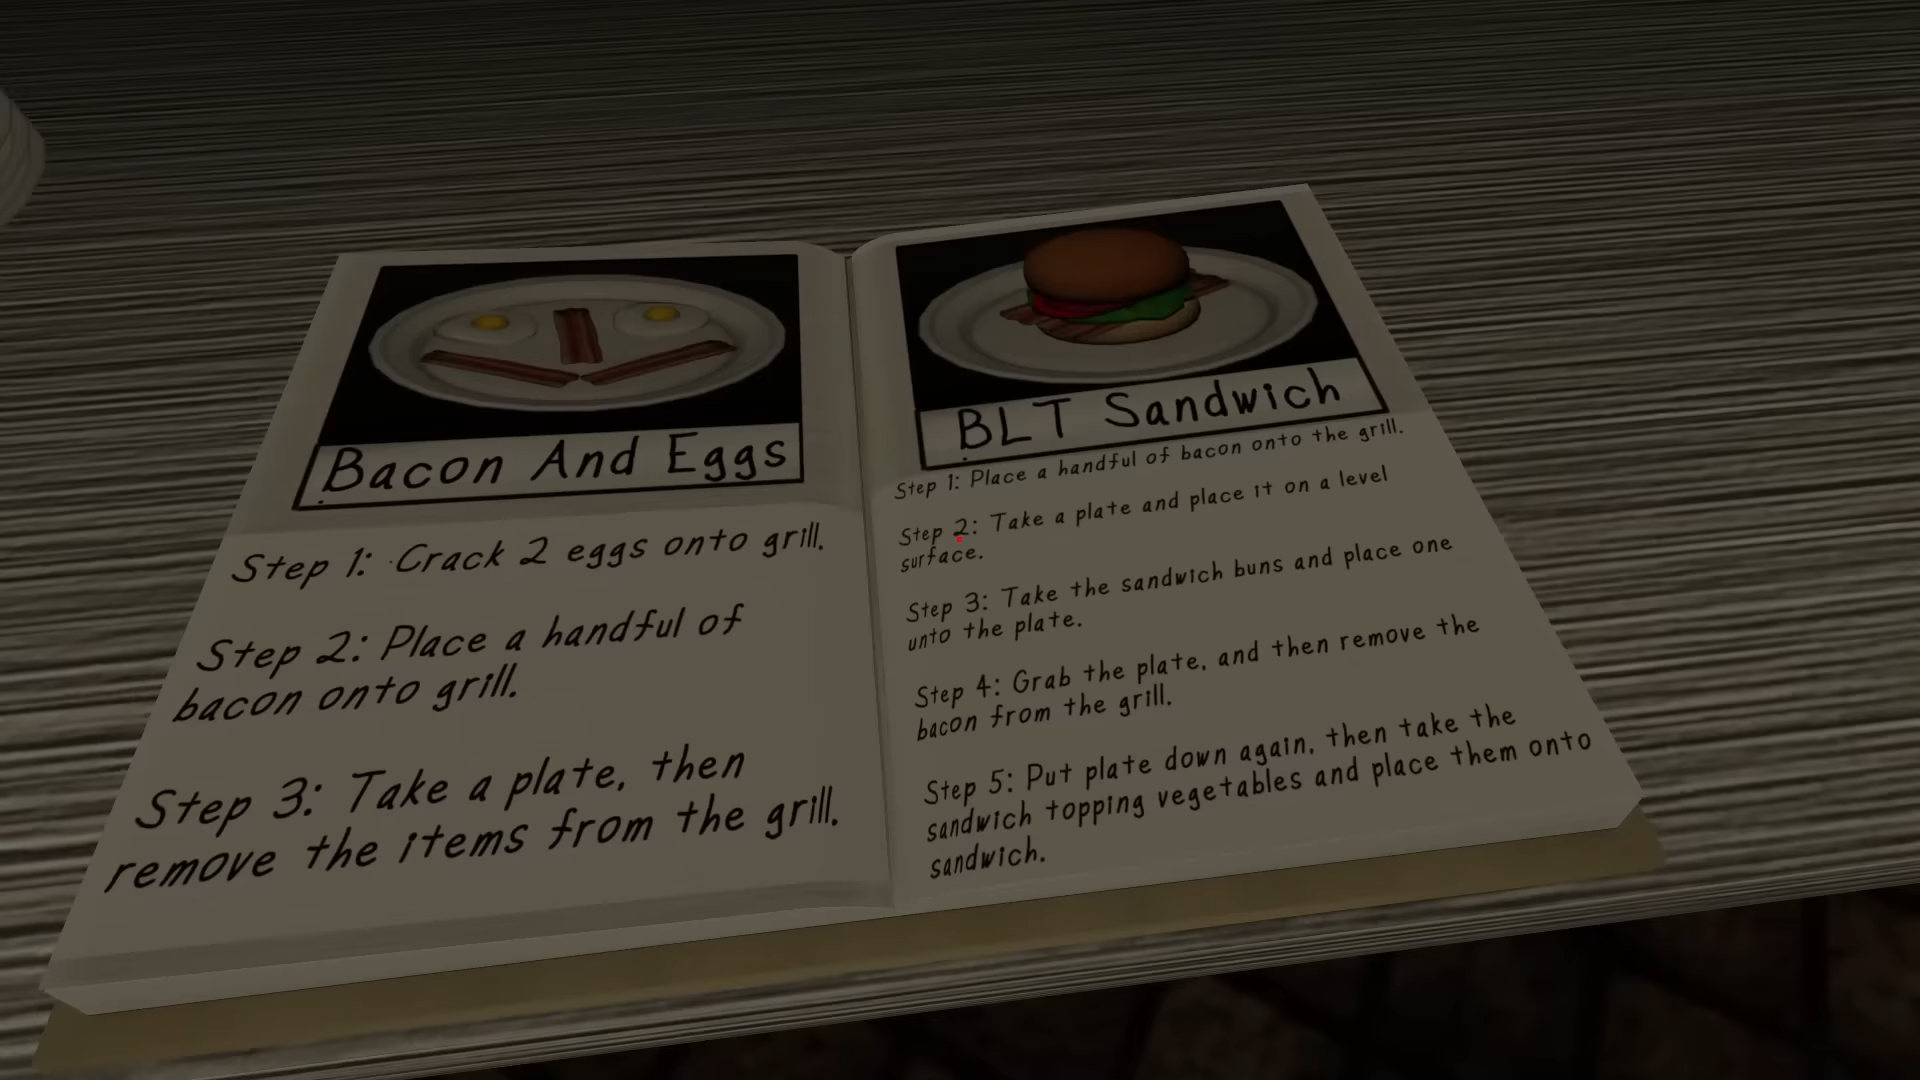 Bacon And Eggs
Step 1: Crack 2 eggs onto grill.
Step 2: Place a handful of
bacon onto grill.
Step 3: Take a plate, then
remove the items from the grill.
BLT Sandwich
Step 1: Place a handful of bacon onto the grill.
Step 2: Take a plate and place it on a level
surface.
Step 3: Take the sandwich buns and place one
unto the plate.
Step 4: Grab the plate, and then remove the
bacon from the grill.
Step 5: Put plate down again, then take the
sandwich topping vegetables and place them onto
sandwich.